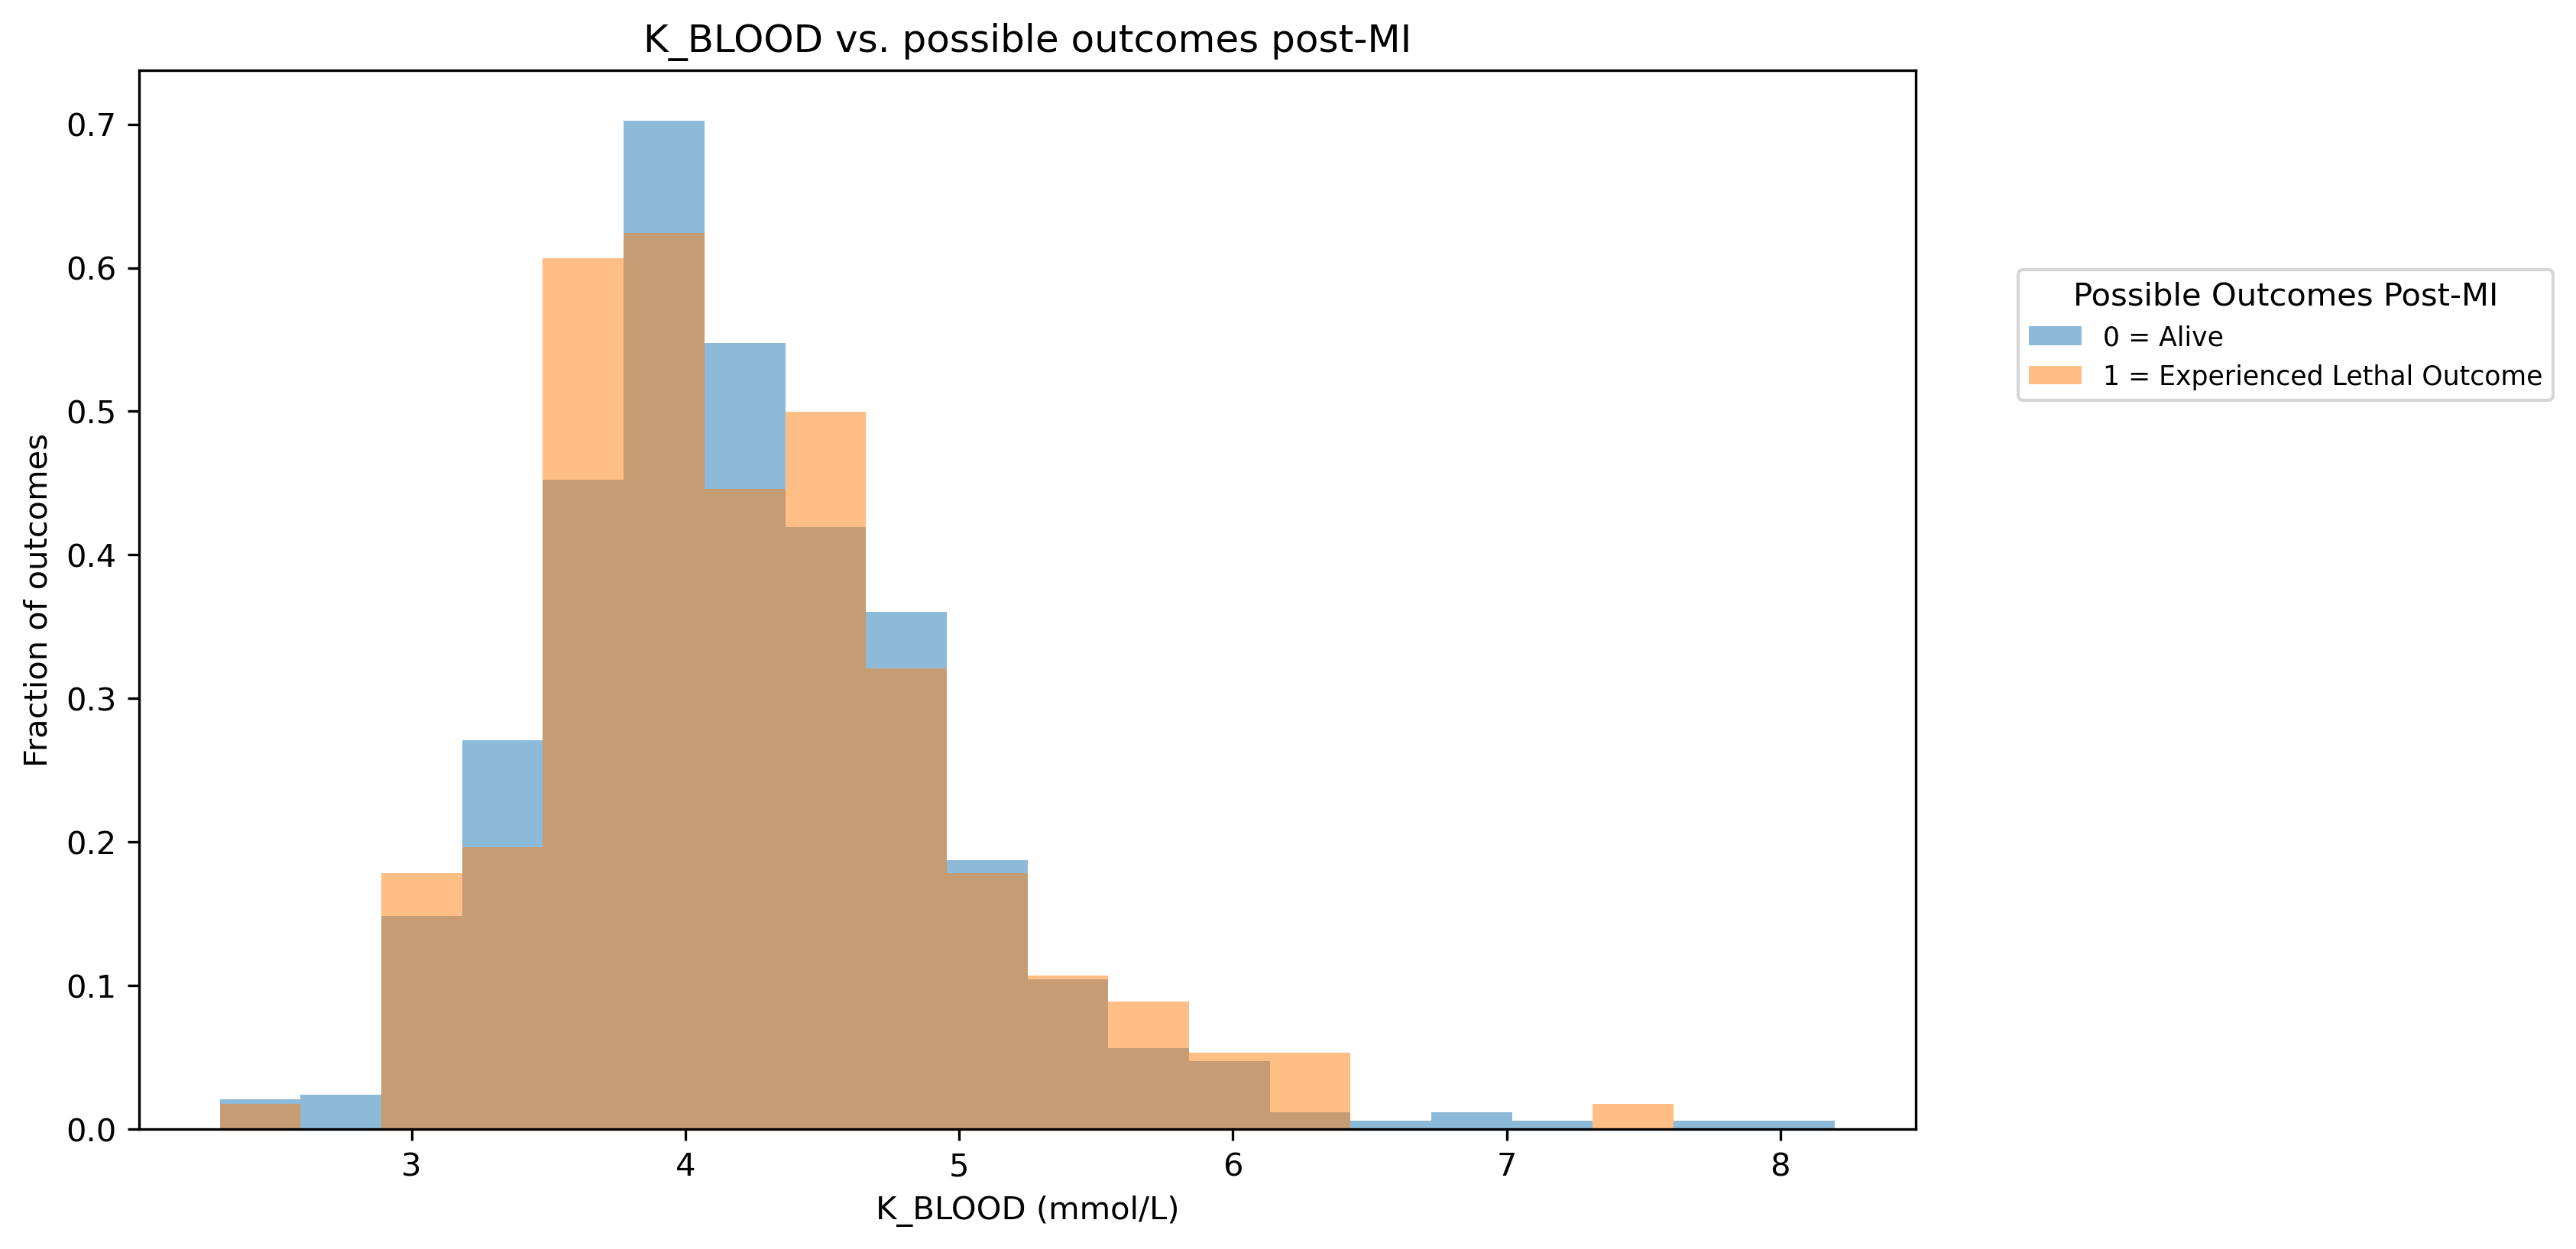 K_BLOOD vs. possible outcomes post-MI
0.7
0.6
0.5
0.4
0.3
0.2
0.1
0.0
Fraction of outcomes
3 4 5 6 7 8
K_BLOOD (mmol/L)
Possible Outcomes Post-MI
0 = Alive
1 = Experienced Lethal Outcome